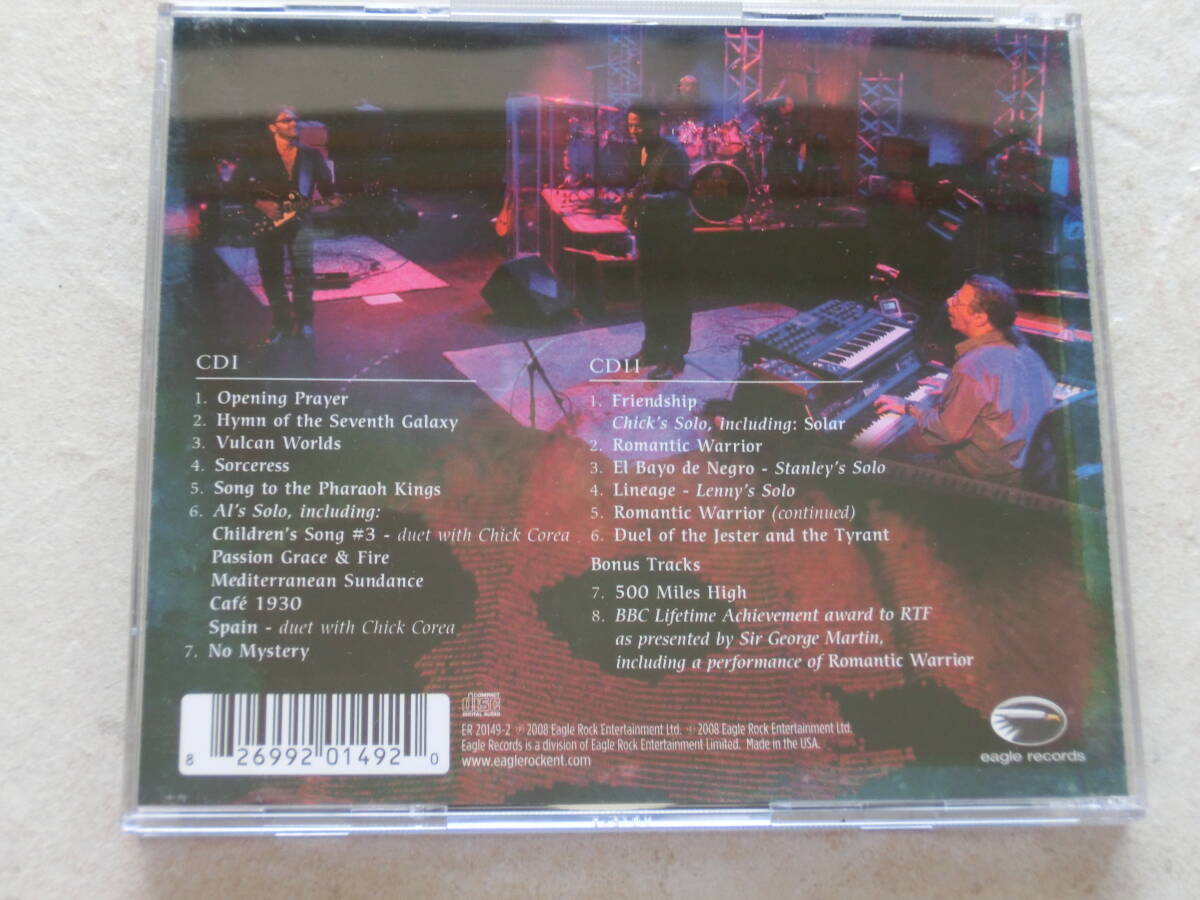 CD I
1. Opening Prayer
2. Hymn of the Seventh Galaxy
3. Vulcan Worlds
4. Sorceress
5. Song to the Pharaoh Kings
6. Al's Solo, including:
Children's Song #3 - duet with Chick Corea
Passion Grace & Fire
Mediterranean Sundance
Café 1930
Spain - duet with Chick Corea
7. No Mystery
CD II
1. Friendship
Chick's Solo, including: Solar
2. Romantic Warrior
3. El Bayo de Negro - Stanley's Solo
4. Lineage - Lenny's Solo
5. Romantic Warrior (continued)
6. Duel of the Jester and the Tyrant
Bonus Tracks
7. 500 Miles High
8. BBC Lifetime Achievement award to RTF
as presented by Sir George Martin,
including a performance of Romantic Warrior
8 26992 01492 0
COMPACT
disc
DIGITAL AUDIO
ER 20149-2 ℗ 2008 Eagle Rock Entertainment Ltd. © 2008 Eagle Rock Entertainment Ltd.
Eagle Records is a division of Eagle Rock Entertainment Limited. Made in the USA.
www.eaglerockent.com
eagle records